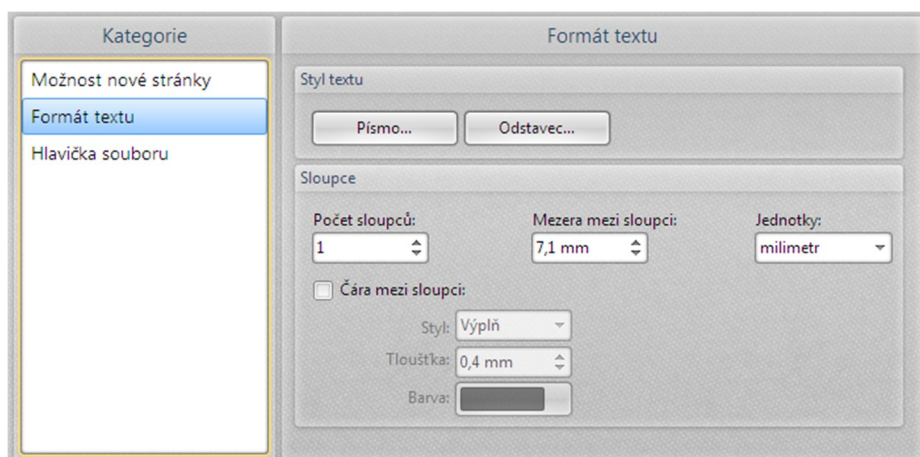 Kategorie
Možnost nové stránky
Formát textu
Hlavička souboru
Formát textu
Styl textu
Písmo... Odstavec...
Sloupce
Počet sloupců: Mezera mezi sloupci: Jednotky:
1 7,1 mm milimetr
Čára mezi sloupci:
Styl: Výplň
Tloušťka: 0,4 mm
Barva: